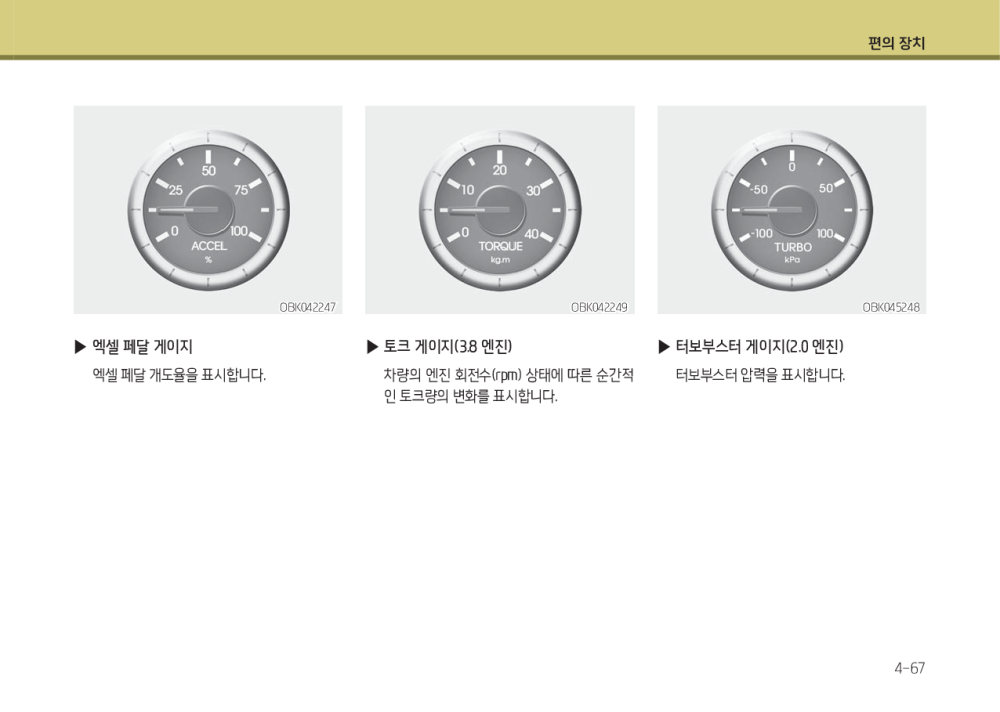 편의 장치
50
25
75
0
100
ACCEL
%
OBK042247
▶ 엑셀 페달 게이지
엑셀 페달 개도율을 표시합니다.
20
10
30
0
40
TORQUE
kg.m
OBK042249
▶ 토크 게이지(3.8 엔진)
차량의 엔진 회전수(rpm) 상태에 따른 순간적
인 토크량의 변화를 표시합니다.
0
-50
50
-100
100
TURBO
kPa
OBK045248
▶ 터보부스터 게이지(2.0 엔진)
터보부스터 압력을 표시합니다.
4-67